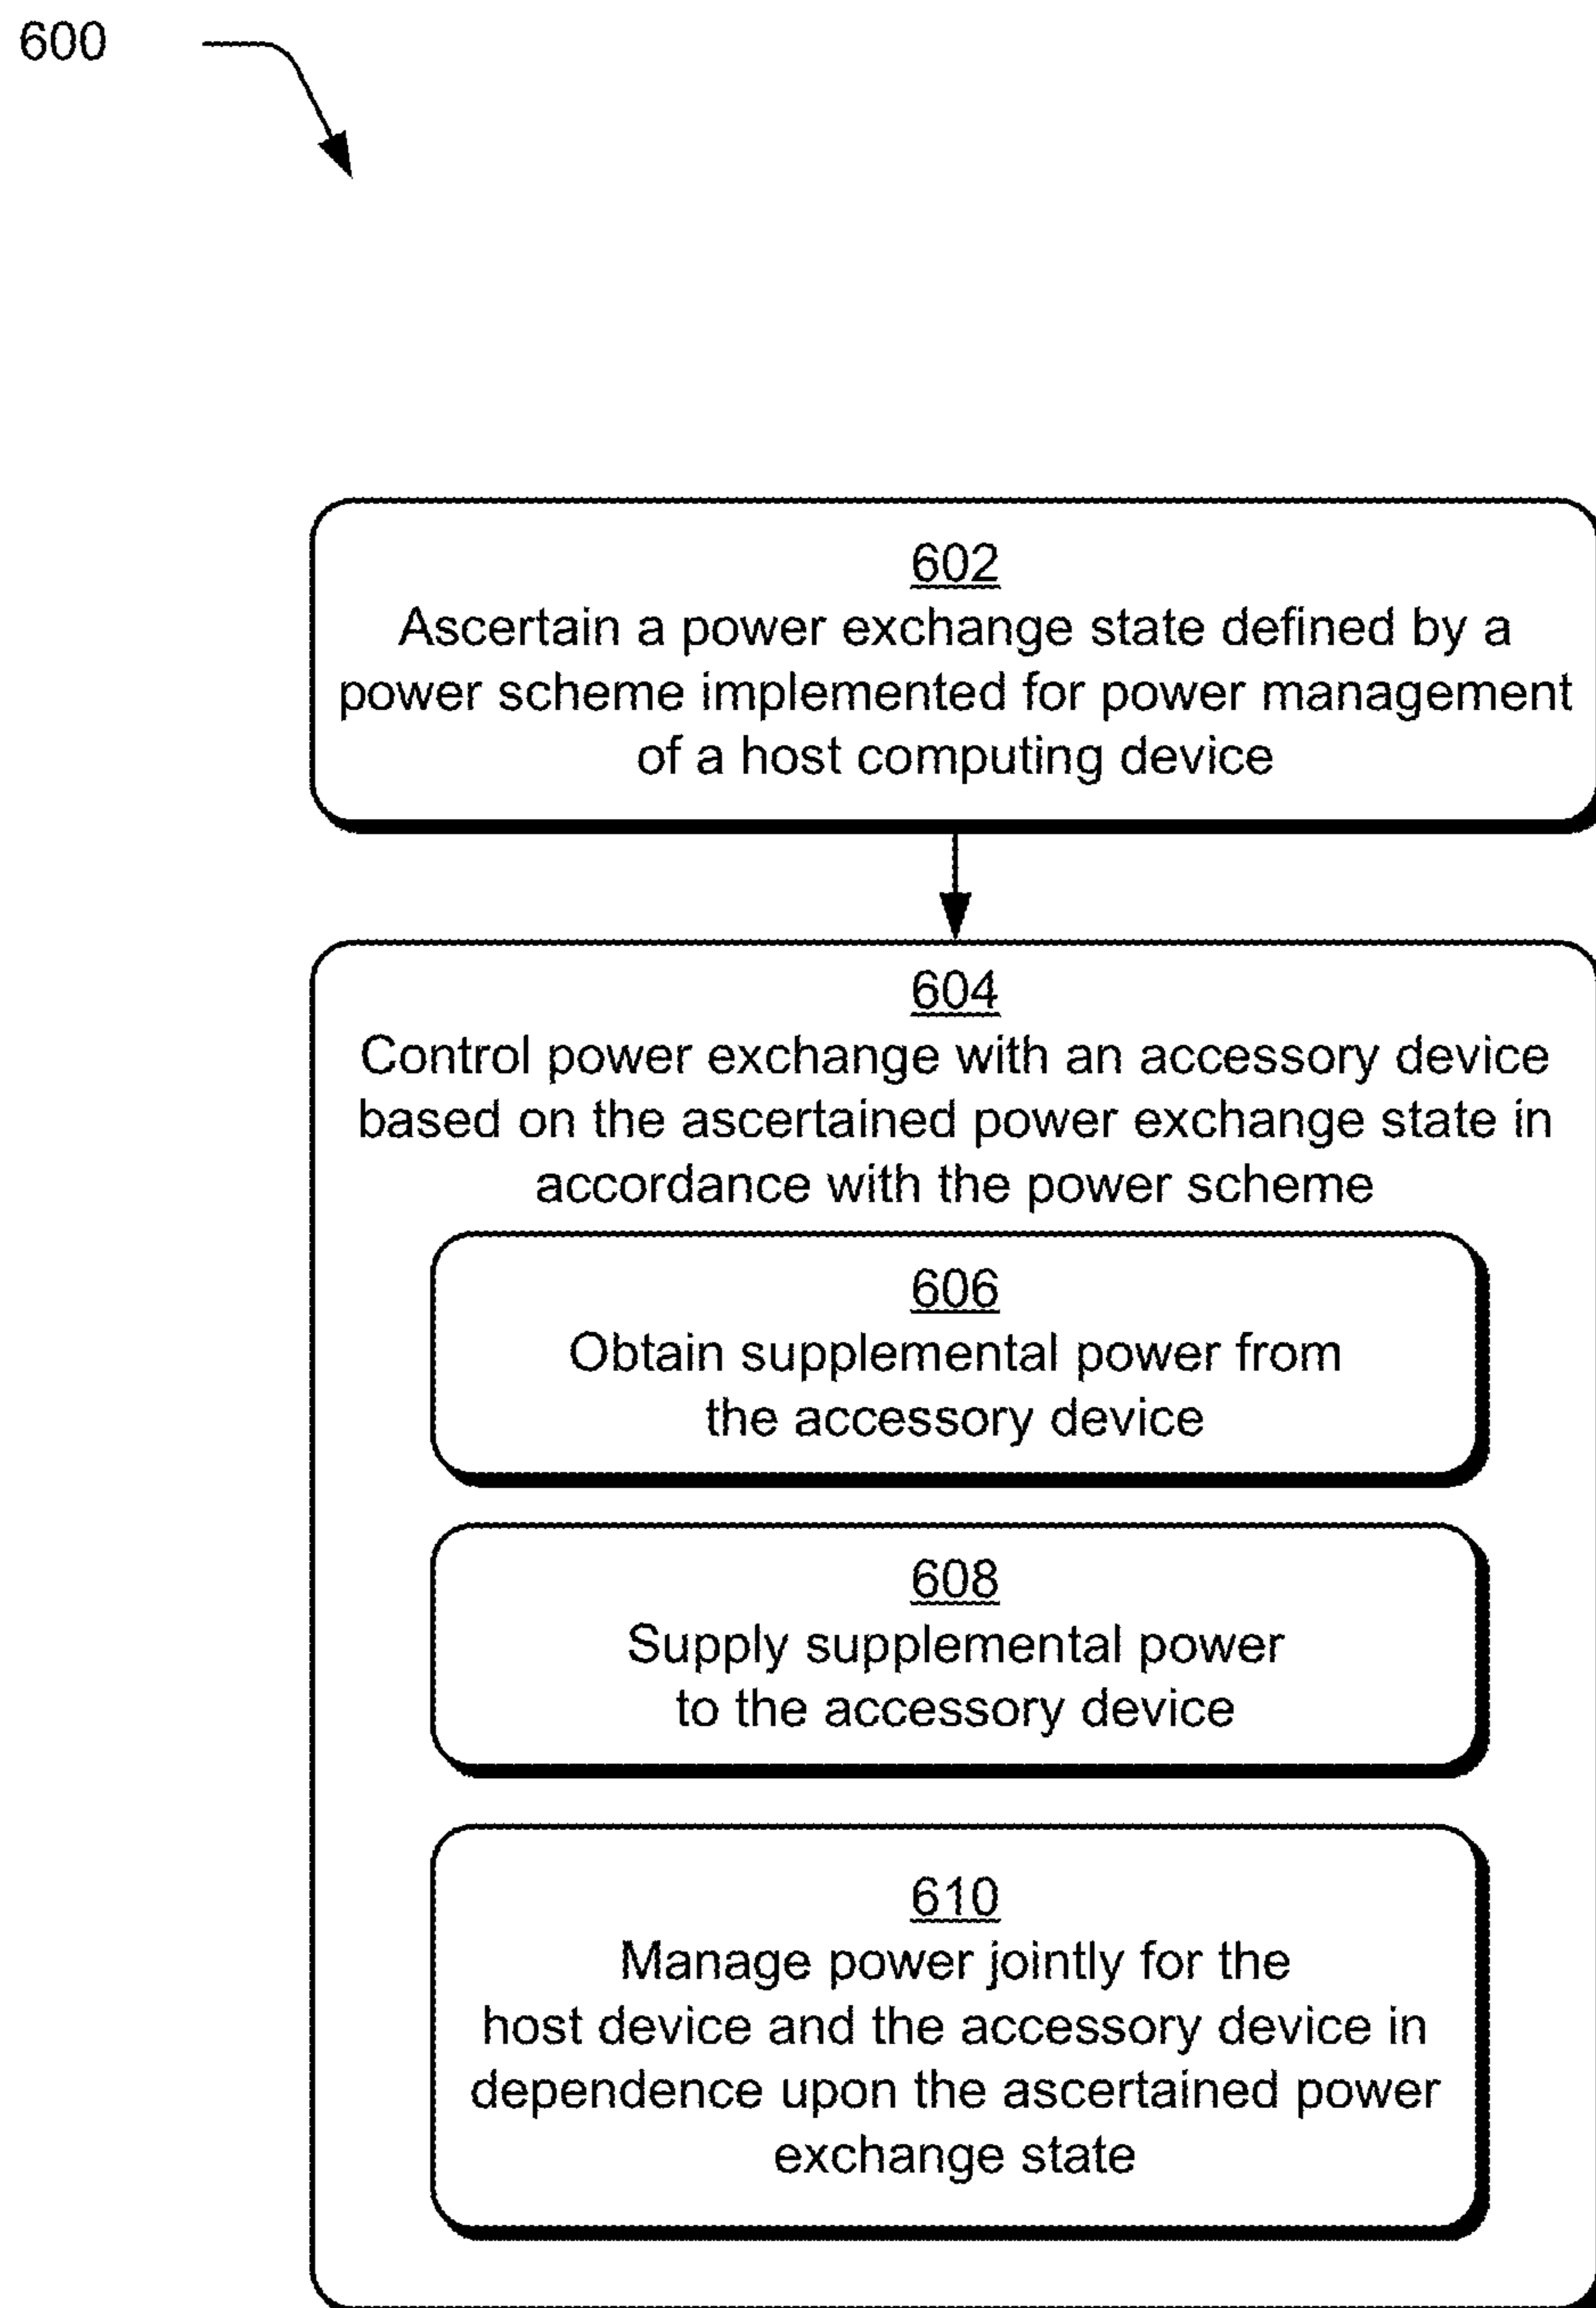 600
602
Ascertain a power exchange state defined by a
power scheme implemented for power management
of a host computing device
604
Control power exchange with an accessory device
based on the ascertained power exchange state in
accordance with the power scheme
606
Obtain supplemental power from
the accessory device
608
Supply supplemental power
to the accessory device
610
Manage power jointly for the
host device and the accessory device in
dependence upon the ascertained power
exchange state